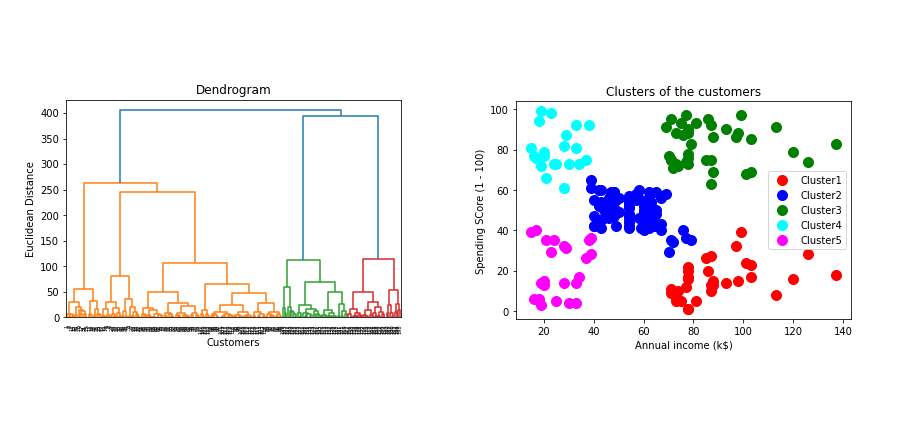 Dendrogram
400
350
300
250
200
150
100
50
0
Euclidean Distance
Customers
Clusters of the customers
100
80
60
40
20
0
Spending SCore (1 - 100)
Cluster1
Cluster2
Cluster3
Cluster4
Cluster5
20 40 60 80 100 120 140
Annual income (k$)